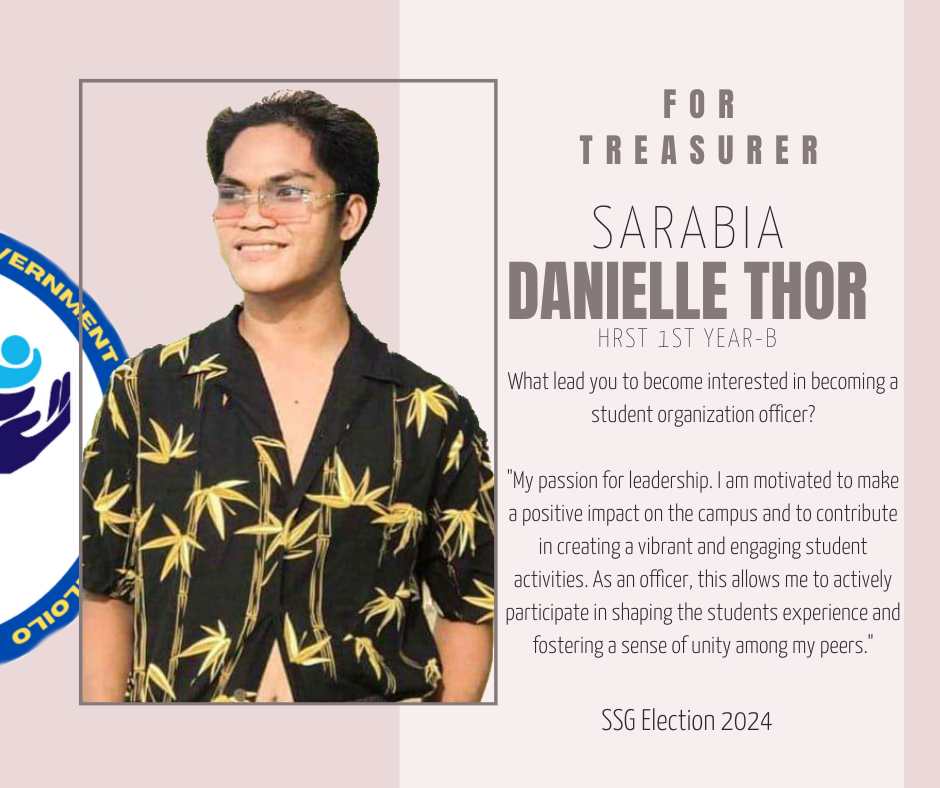 FOR
TREASURER
SARABIA
DANIELLE THOR
HRST 1ST YEAR-B
What lead you to become interested in becoming a
student organization officer?
"My passion for leadership. I am motivated to make
a positive impact on the campus and to contribute
in creating a vibrant and engaging student
activities. As an officer, this allows me to actively
participate in shaping the students experience and
fostering a sense of unity among my peers."
SSG Election 2024
VERNMENT
LOILO